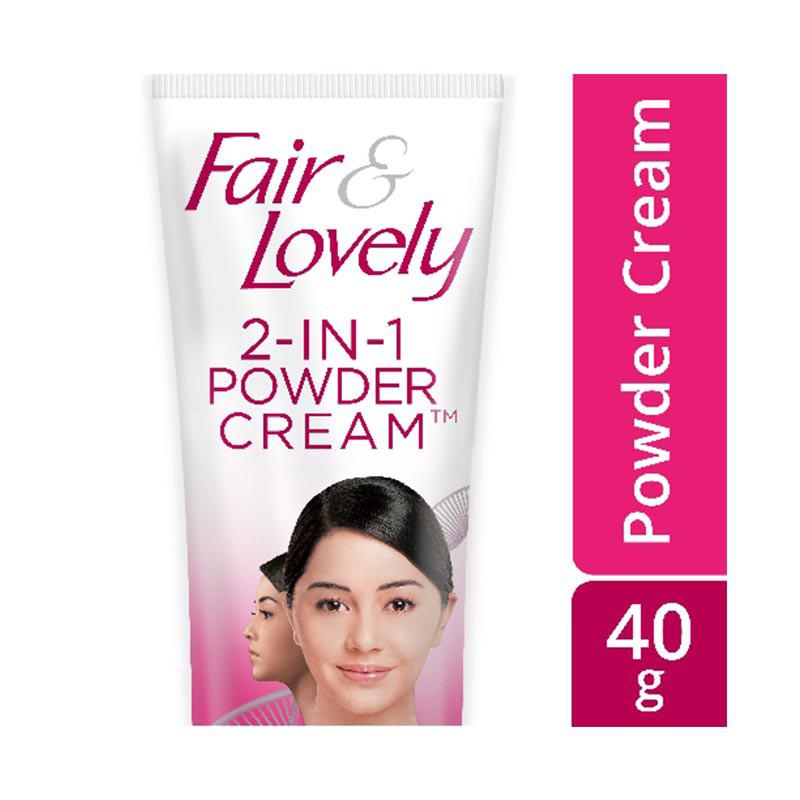 Fair &
Lovely
2-IN-1
POWDER
CREAM™
Powder Cream
40
g